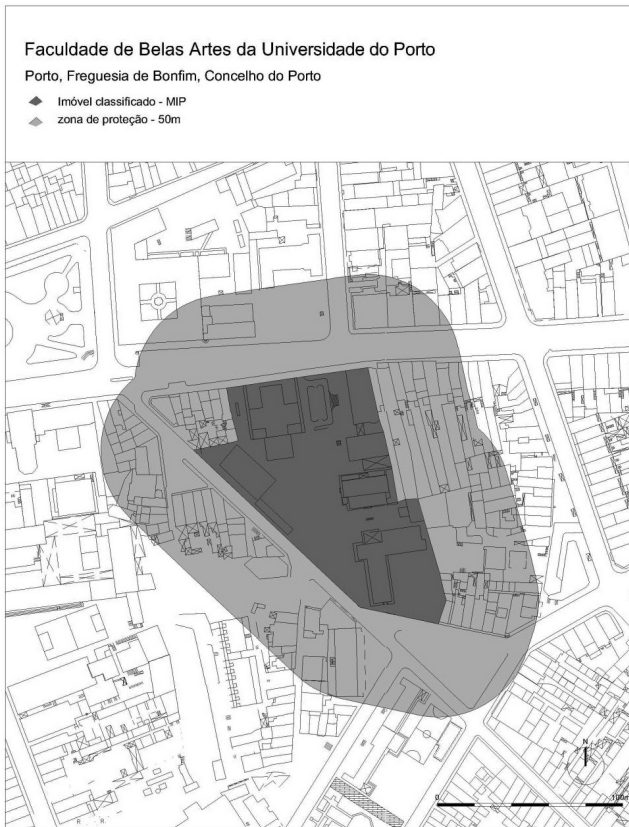 Faculdade de Belas Artes da Universidade do Porto
Porto, Freguesia de Bonfim, Concelho do Porto
Imóvel classificado - MIP
zona de proteção - 50m
N
0 100m
R R